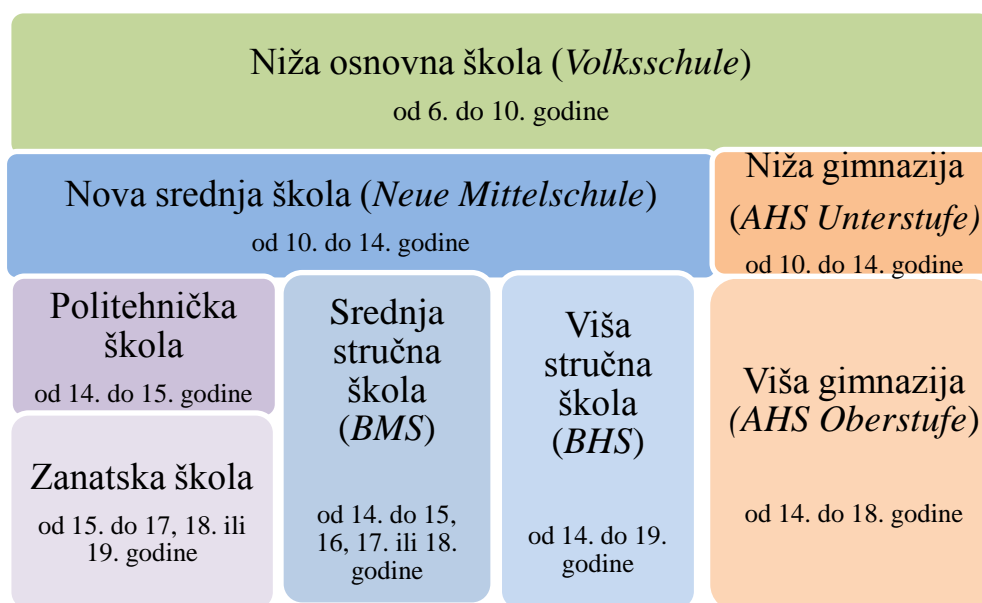 Niža osnovna škola (Volksschule)
od 6. do 10. godine
Nova srednja škola (Neue Mittelschule)
od 10. do 14. godine
Niža gimnazija
(AHS Unterstufe)
od 10. do 14. godine
Politehnička
škola
od 14. do 15. godine
Zanatska škola
od 15. do 17, 18. ili
19. godine
Srednja
stručna
škola
(BMS)
od 14. do 15,
16, 17. ili 18.
godine
Viša
stručna
škola
(BHS)
od 14. do 19.
godine
Viša gimnazija
(AHS Oberstufe)
od 14. do 18. godine